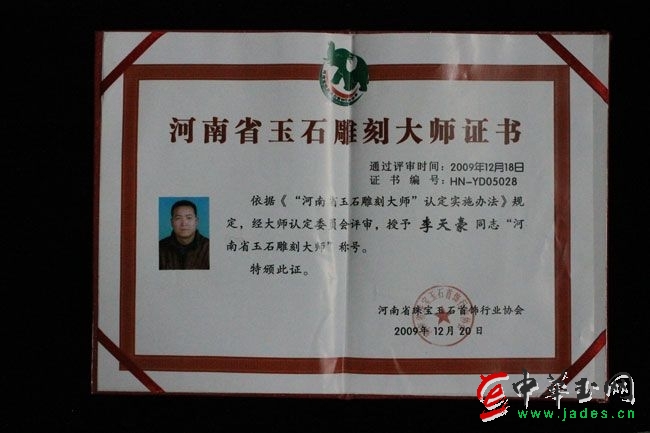 河南省玉石雕刻大师证书
通过评审时间：2009年12月18日
证书编号：HN-YD05028
依据《“河南省玉石雕刻大师”认定实施办法》规
定，经大师认定委员会评审，授予 李天豪 同志“河
南省玉石雕刻大师”称号。
特颁此证。
河南省珠宝玉石首饰行业协会
2009年12月20日
中華玉网
www.jades.cn